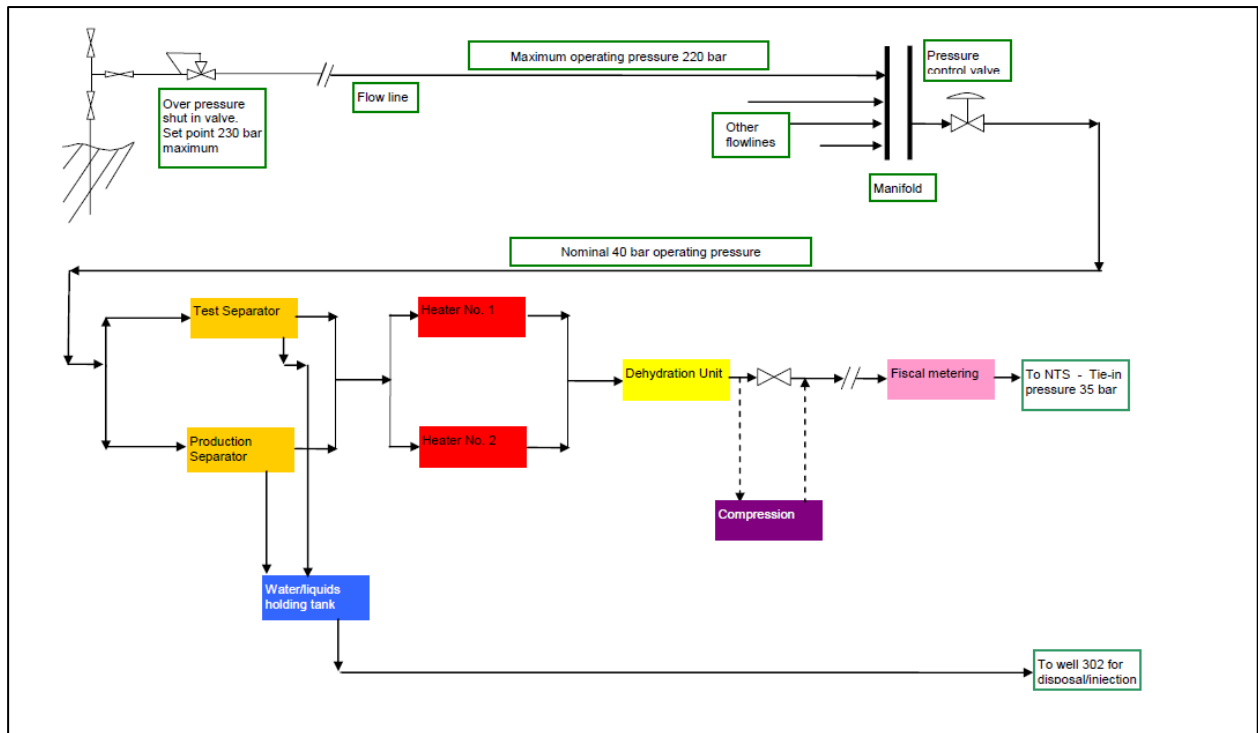 Maximum operating pressure 220 bar
Pressure
control valve
Flow line
Over pressure
shut in valve.
Set point 230 bar
maximum
Other
flowlines
Manifold
Nominal 40 bar operating pressure
Test Separator
Heater No. 1
Dehydration Unit
Fiscal metering
To NTS - Tie-in
pressure 35 bar
Production
Separator
Heater No. 2
Compression
Water/liquids
holding tank
To well 302 for
disposal/injection